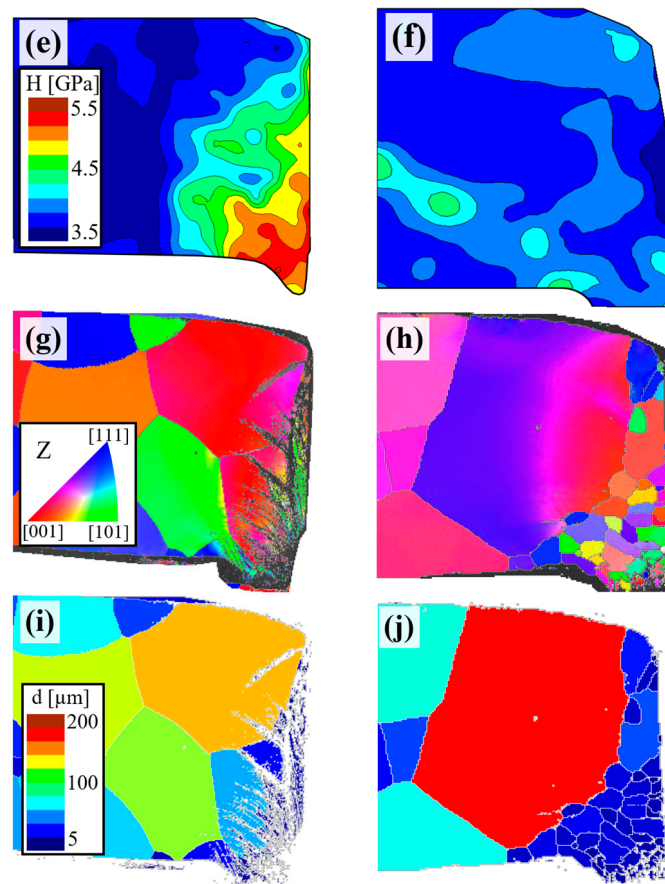 (e)
(f)
H [GPa]
5.5
4.5
3.5
(g)
(h)
Z
[111]
[001]
[101]
(i)
(j)
d [µm]
200
100
5